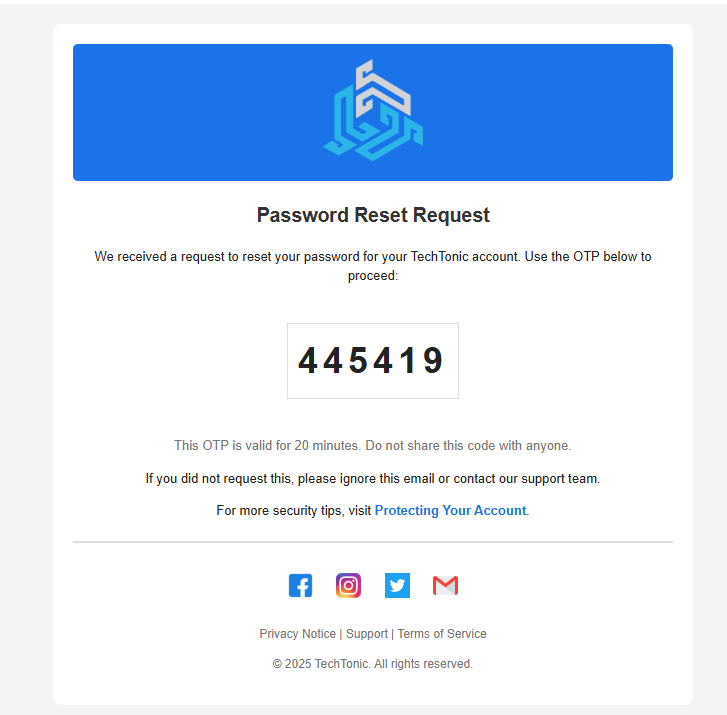 Password Reset Request
We received a request to reset your password for your TechTonic account. Use the OTP below to
proceed:
445419
This OTP is valid for 20 minutes. Do not share this code with anyone.
If you did not request this, please ignore this email or contact our support team.
For more security tips, visit Protecting Your Account.
Privacy Notice | Support | Terms of Service
© 2025 TechTonic. All rights reserved.